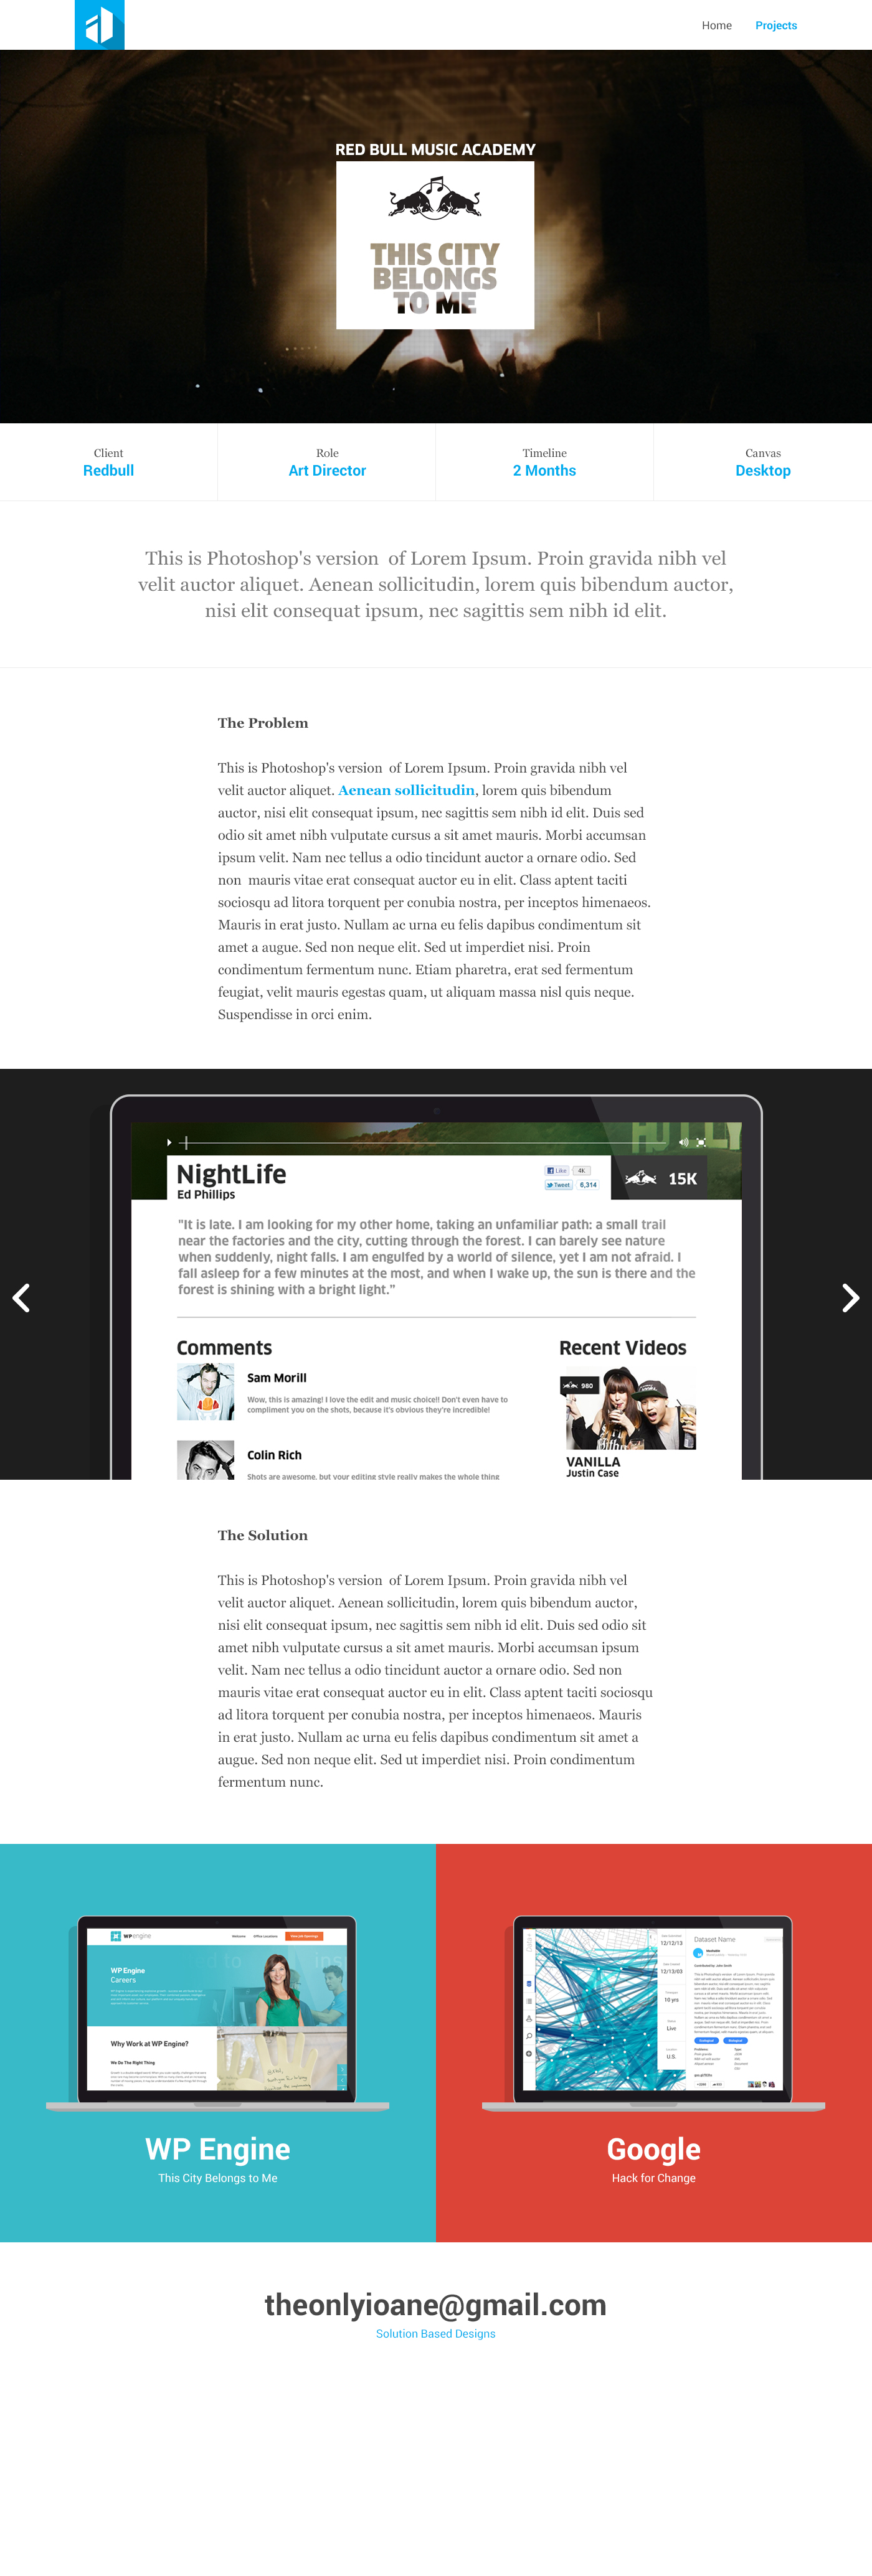 Home Projects
RED BULL MUSIC ACADEMY
THIS CITY
BELONGS
TO ME
Client Role Timeline Canvas
Redbull Art Director 2 Months Desktop
This is Photoshop's version of Lorem Ipsum. Proin gravida nibh vel
velit auctor aliquet. Aenean sollicitudin, lorem quis bibendum auctor,
nisi elit consequat ipsum, nec sagittis sem nibh id elit.
The Problem
This is Photoshop's version of Lorem Ipsum. Proin gravida nibh vel
velit auctor aliquet. Aenean sollicitudin, lorem quis bibendum
auctor, nisi elit consequat ipsum, nec sagittis sem nibh id elit. Duis sed
odio sit amet nibh vulputate cursus a sit amet mauris. Morbi accumsan
ipsum velit. Nam nec tellus a odio tincidunt auctor a ornare odio. Sed
non mauris vitae erat consequat auctor eu in elit. Class aptent taciti
sociosqu ad litora torquent per conubia nostra, per inceptos himenaeos.
Mauris in erat justo. Nullam ac urna eu felis dapibus condimentum sit
amet a augue. Sed non neque elit. Sed ut imperdiet nisi. Proin
condimentum fermentum nunc. Etiam pharetra, erat sed fermentum
feugiat, velit mauris egestas quam, ut aliquam massa nisl quis neque.
Suspendisse in orci enim.
NightLife
Ed Phillips
Like 4K
Tweet 6,314
15K
"It is late. I am looking for my other home, taking an unfamiliar path: a small trail
near the factories and the city, cutting through the forest. I can barely see nature
when suddenly, night falls. I am engulfed by a world of silence, yet I am not afraid. I
fall asleep for a few minutes at the most, and when I wake up, the sun is there and the
forest is shining with a bright light.”
Comments
Sam Morill
Wow, this is amazing! I love the edit and music choice!! Don't even have to
compliment you on the shots, because it's obvious they're incredible!
Colin Rich
Shots are awesome, but your editing style really makes the whole thing
Recent Videos
980
VANILLA
Justin Case
The Solution
This is Photoshop's version of Lorem Ipsum. Proin gravida nibh vel
velit auctor aliquet. Aenean sollicitudin, lorem quis bibendum auctor,
nisi elit consequat ipsum, nec sagittis sem nibh id elit. Duis sed odio sit
amet nibh vulputate cursus a sit amet mauris. Morbi accumsan ipsum
velit. Nam nec tellus a odio tincidunt auctor a ornare odio. Sed non
mauris vitae erat consequat auctor eu in elit. Class aptent taciti sociosqu
ad litora torquent per conubia nostra, per inceptos himenaeos. Mauris
in erat justo. Nullam ac urna eu felis dapibus condimentum sit amet a
augue. Sed non neque elit. Sed ut imperdiet nisi. Proin condimentum
fermentum nunc.
WPengine
Welcome Office Locations
WP Engine
Careers
Why Work at WP Engine?
We Do The Right Thing
WP Engine
This City Belongs to Me
Dataset Name
12/12/13
12/13/03
10 yrs
Live
U.S.
Google
Hack for Change
theonlyioane@gmail.com
Solution Based Designs